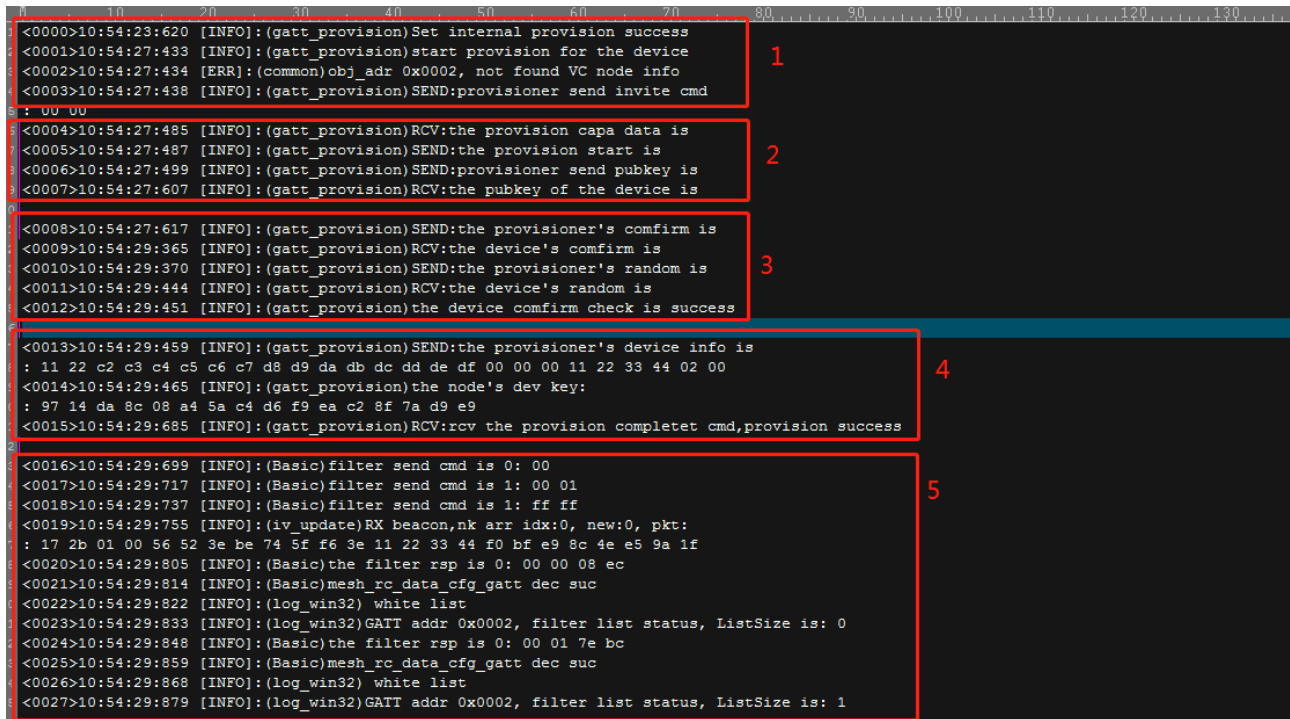 0 10 20 30 40 50 60 70 80 90 100 110 120 130
<0000>10:54:23:620 [INFO]:(gatt_provision)Set internal provision success
<0001>10:54:27:433 [INFO]:(gatt_provision)start provision for the device
1
<0002>10:54:27:434 [ERR]:(common)obj_adr 0x0002, not found VC node info
<0003>10:54:27:438 [INFO]:(gatt_provision)SEND:provisioner send invite cmd
: 00 00
<0004>10:54:27:485 [INFO]:(gatt_provision)RCV:the provision capa data is
<0005>10:54:27:487 [INFO]:(gatt_provision)SEND:the provision start is
2
<0006>10:54:27:499 [INFO]:(gatt_provision)SEND:provisioner send pubkey is
<0007>10:54:27:607 [INFO]:(gatt_provision)RCV:the pubkey of the device is
<0008>10:54:27:617 [INFO]:(gatt_provision)SEND:the provisioner's comfirm is
<0009>10:54:29:365 [INFO]:(gatt_provision)RCV:the device's comfirm is
<0010>10:54:29:370 [INFO]:(gatt_provision)SEND:the provisioner's random is
3
<0011>10:54:29:444 [INFO]:(gatt_provision)RCV:the device's random is
<0012>10:54:29:451 [INFO]:(gatt_provision)the device comfirm check is success
<0013>10:54:29:459 [INFO]:(gatt_provision)SEND:the provisioner's device info is
: 11 22 c2 c3 c4 c5 c6 c7 d8 d9 da db dc dd de df 00 00 00 11 22 33 44 02 00
4
<0014>10:54:29:465 [INFO]:(gatt_provision)the node's dev key:
: 97 14 da 8c 08 a4 5a c4 d6 f9 ea c2 8f 7a d9 e9
<0015>10:54:29:685 [INFO]:(gatt_provision)RCV:rcv the provision completet cmd,provision success
<0016>10:54:29:699 [INFO]:(Basic)filter send cmd is 0: 00
<0017>10:54:29:717 [INFO]:(Basic)filter send cmd is 1: 00 01
5
<0018>10:54:29:737 [INFO]:(Basic)filter send cmd is 1: ff ff
<0019>10:54:29:755 [INFO]:(iv_update)RX beacon,nk arr idx:0, new:0, pkt:
: 17 2b 01 00 56 52 3e be 74 5f f6 3e 11 22 33 44 f0 bf e9 8c 4e e5 9a 1f
<0020>10:54:29:805 [INFO]:(Basic)the filter rsp is 0: 00 00 08 ec
<0021>10:54:29:814 [INFO]:(Basic)mesh_rc_data_cfg_gatt dec suc
<0022>10:54:29:822 [INFO]:(log_win32) white list
<0023>10:54:29:833 [INFO]:(log_win32)GATT addr 0x0002, filter list status, ListSize is: 0
<0024>10:54:29:848 [INFO]:(Basic)the filter rsp is 0: 00 01 7e bc
<0025>10:54:29:859 [INFO]:(Basic)mesh_rc_data_cfg_gatt dec suc
<0026>10:54:29:868 [INFO]:(log_win32) white list
<0027>10:54:29:879 [INFO]:(log_win32)GATT addr 0x0002, filter list status, ListSize is: 1